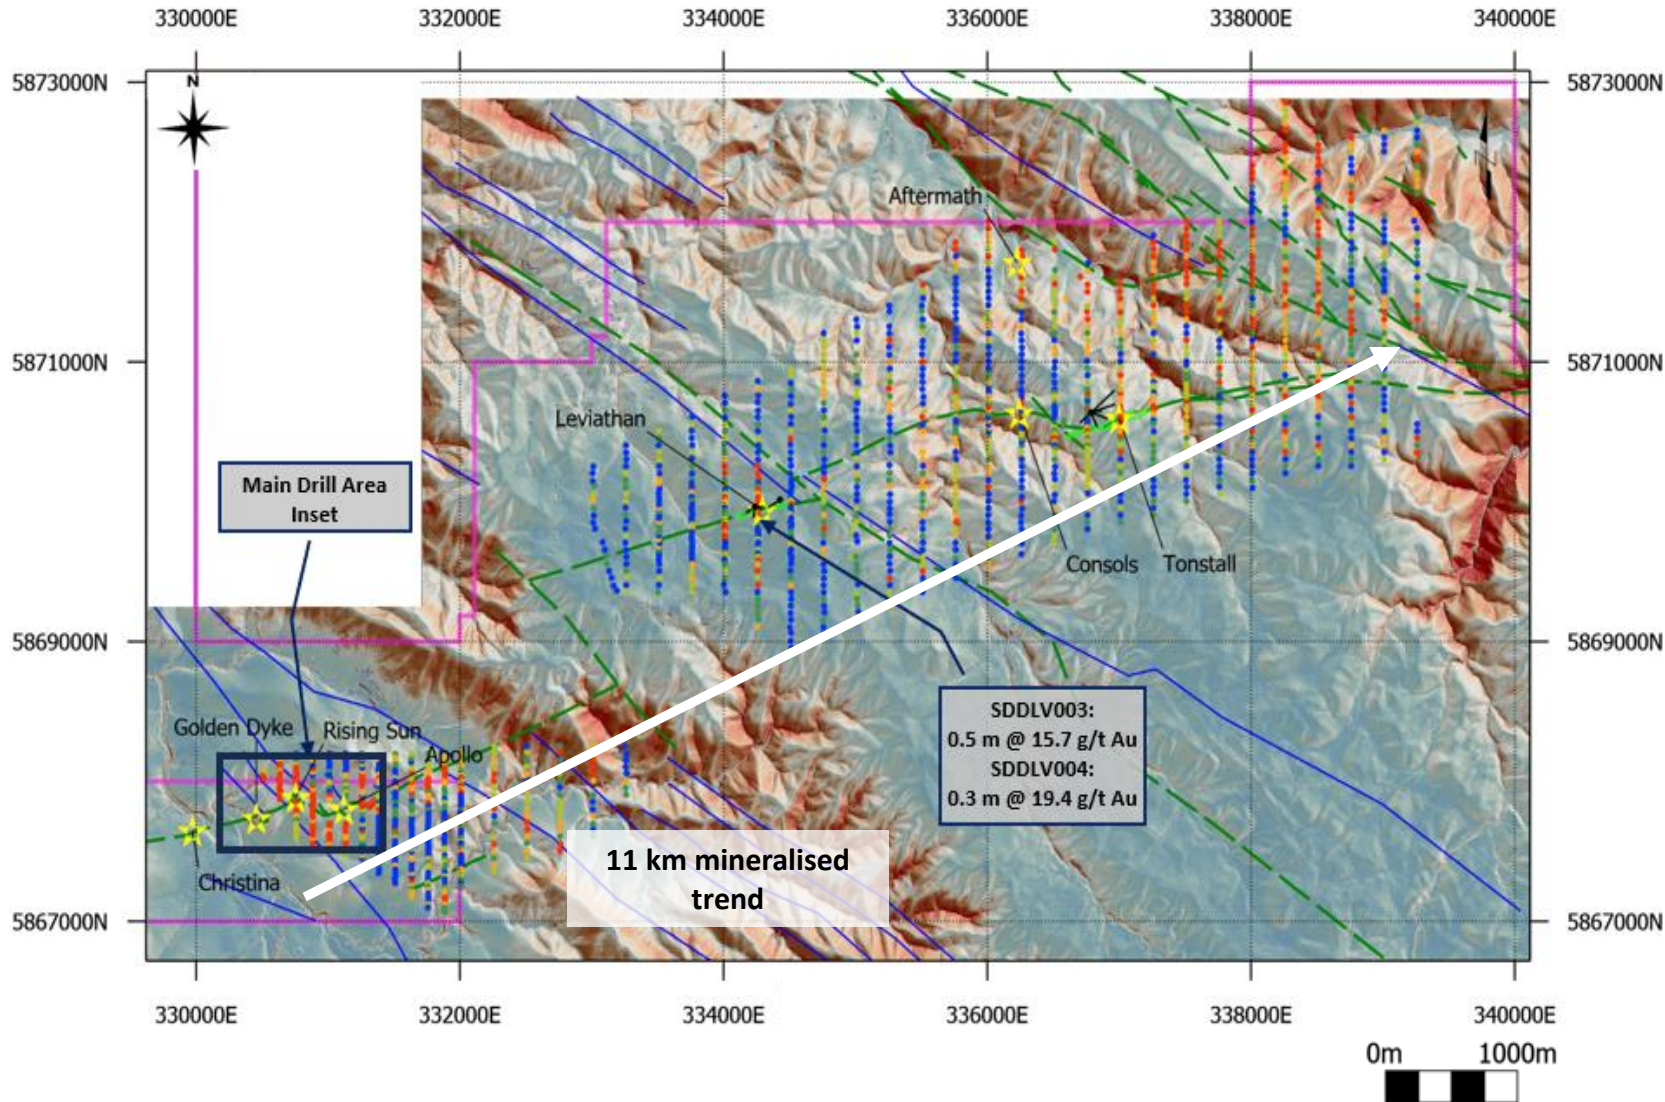 330000E 332000E 334000E 336000E 338000E 340000E
5873000N 5873000N
N
Aftermath
5871000N 5871000N
Leviathan
Main Drill Area
Inset
Consols Tonstall
5869000N 5869000N
SDDLV003:
0.5 m @ 15.7 g/t Au
SDDLV004:
0.3 m @ 19.4 g/t Au
Golden Dyke Rising Sun
Apollo
11 km mineralised
trend
Christina
5867000N 5867000N
330000E 332000E 334000E 336000E 338000E 340000E
0m 1000m